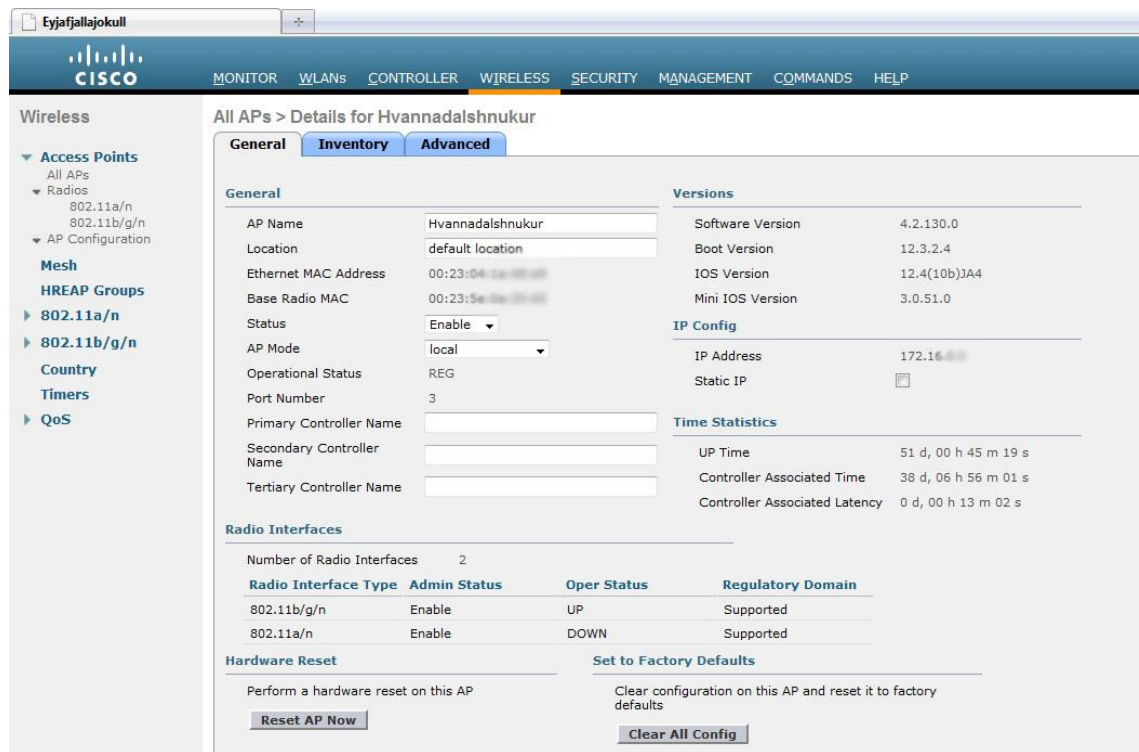 Eyjafjallajokull
CISCO
MONITOR WLANs CONTROLLER WIRELESS SECURITY MANAGEMENT COMMANDS HELP
Wireless
Access Points
All APs
Radios
802.11a/n
802.11b/g/n
AP Configuration
Mesh
HREAP Groups
802.11a/n
802.11b/g/n
Country
Timers
QoS
All APs > Details for Hvannadalshnukur
General Inventory Advanced
General
AP Name Hvannadalshnukur
Location default location
Ethernet MAC Address 00:23:
Base Radio MAC 00:23:
Status Enable
AP Mode local
Operational Status REG
Port Number 3
Primary Controller Name
Secondary Controller
Name
Tertiary Controller Name
Versions
Software Version 4.2.130.0
Boot Version 12.3.2.4
IOS Version 12.4(10b)JA4
Mini IOS Version 3.0.51.0
IP Config
IP Address 172.16.
Static IP
Time Statistics
UP Time 51 d, 00 h 45 m 19 s
Controller Associated Time 38 d, 06 h 56 m 01 s
Controller Associated Latency 0 d, 00 h 13 m 02 s
Radio Interfaces
Number of Radio Interfaces 2
Radio Interface Type Admin Status Oper Status Regulatory Domain
802.11b/g/n Enable UP Supported
802.11a/n Enable DOWN Supported
Hardware Reset
Perform a hardware reset on this AP
Reset AP Now
Set to Factory Defaults
Clear configuration on this AP and reset it to factory
defaults
Clear All Config